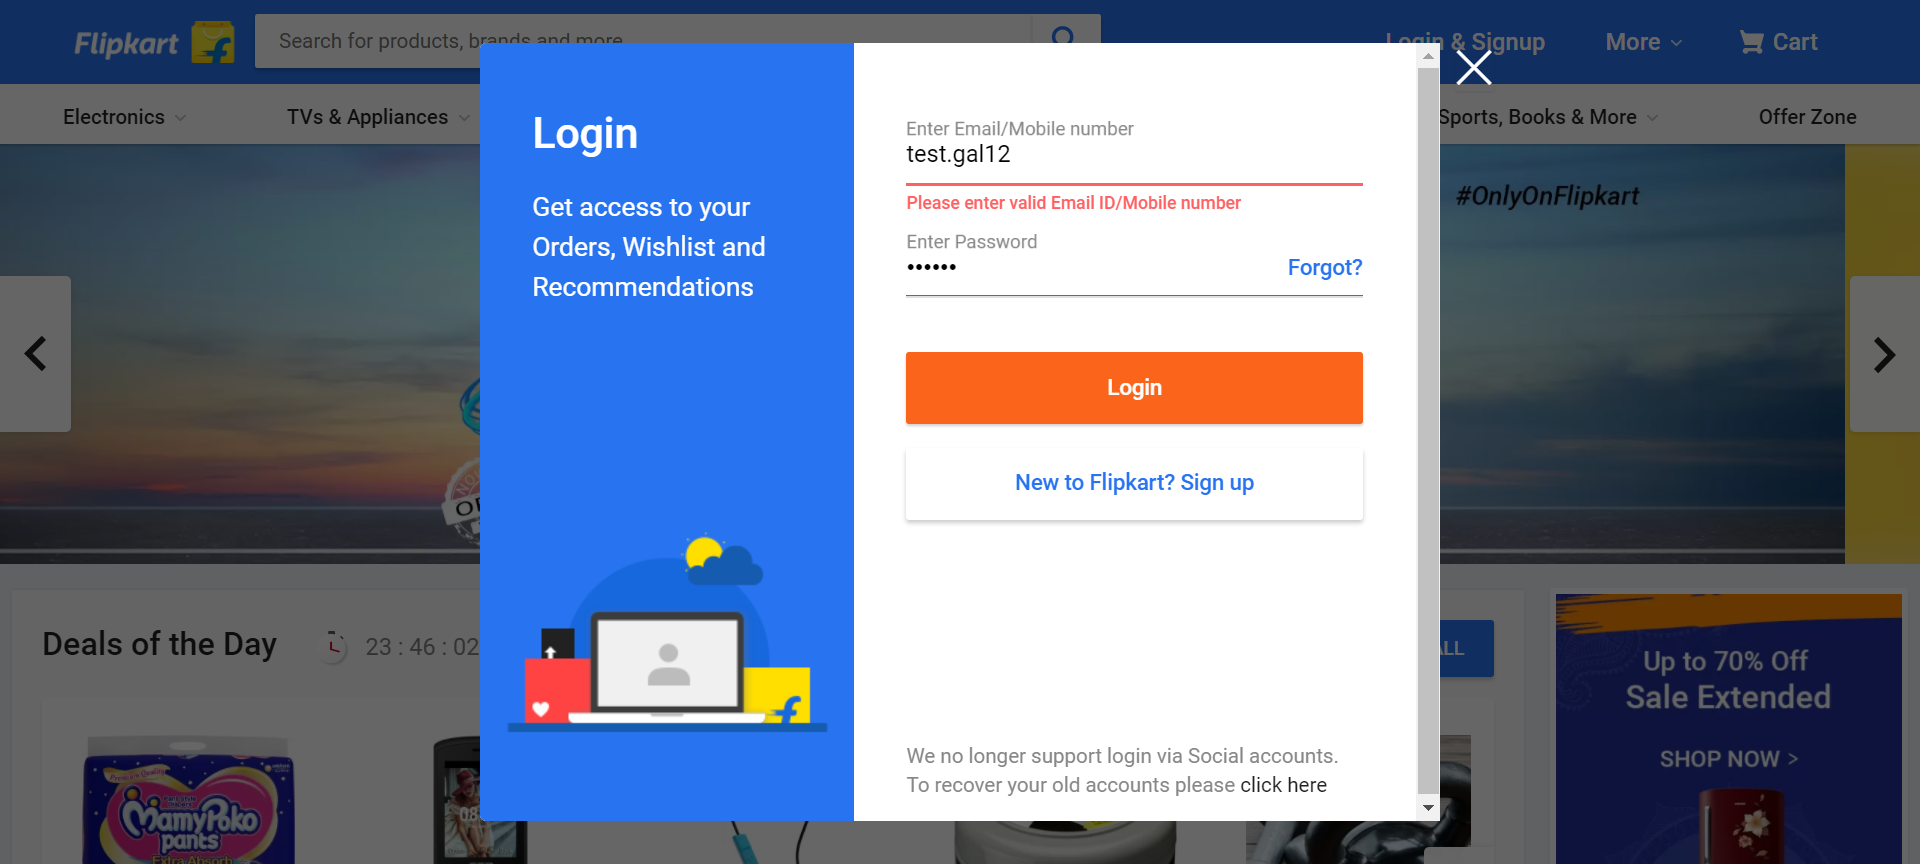 Flipkart
Search for products, brands and more
Login & Signup
More
Cart
Electronics
TVs & Appliances
Sports, Books & More
Offer Zone
Login
Get access to your
Orders, Wishlist and
Recommendations
Enter Email/Mobile number
test.gal12
Please enter valid Email ID/Mobile number
Enter Password
••••••
Forgot?
Login
New to Flipkart? Sign up
We no longer support login via Social accounts.
To recover your old accounts please click here
#OnlyOnFlipkart
Deals of the Day
23 : 46 : 02
Up to 70% Off
Sale Extended
SHOP NOW >
MamyPoko
pants
Extra Absorb